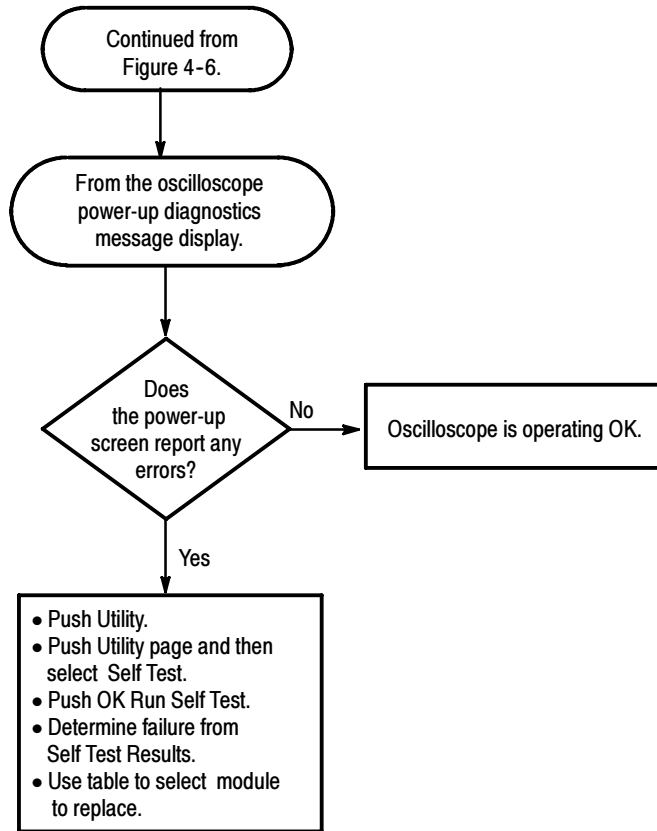 Continued from
Figure 4-6.
From the oscilloscope
power-up diagnostics
message display.
Does
the power-up
screen report any
errors?
No
Oscilloscope is operating OK.
Yes
• Push Utility.
• Push Utility page and then
select Self Test.
• Push OK Run Self Test.
• Determine failure from
Self Test Results.
• Use table to select module
to replace.